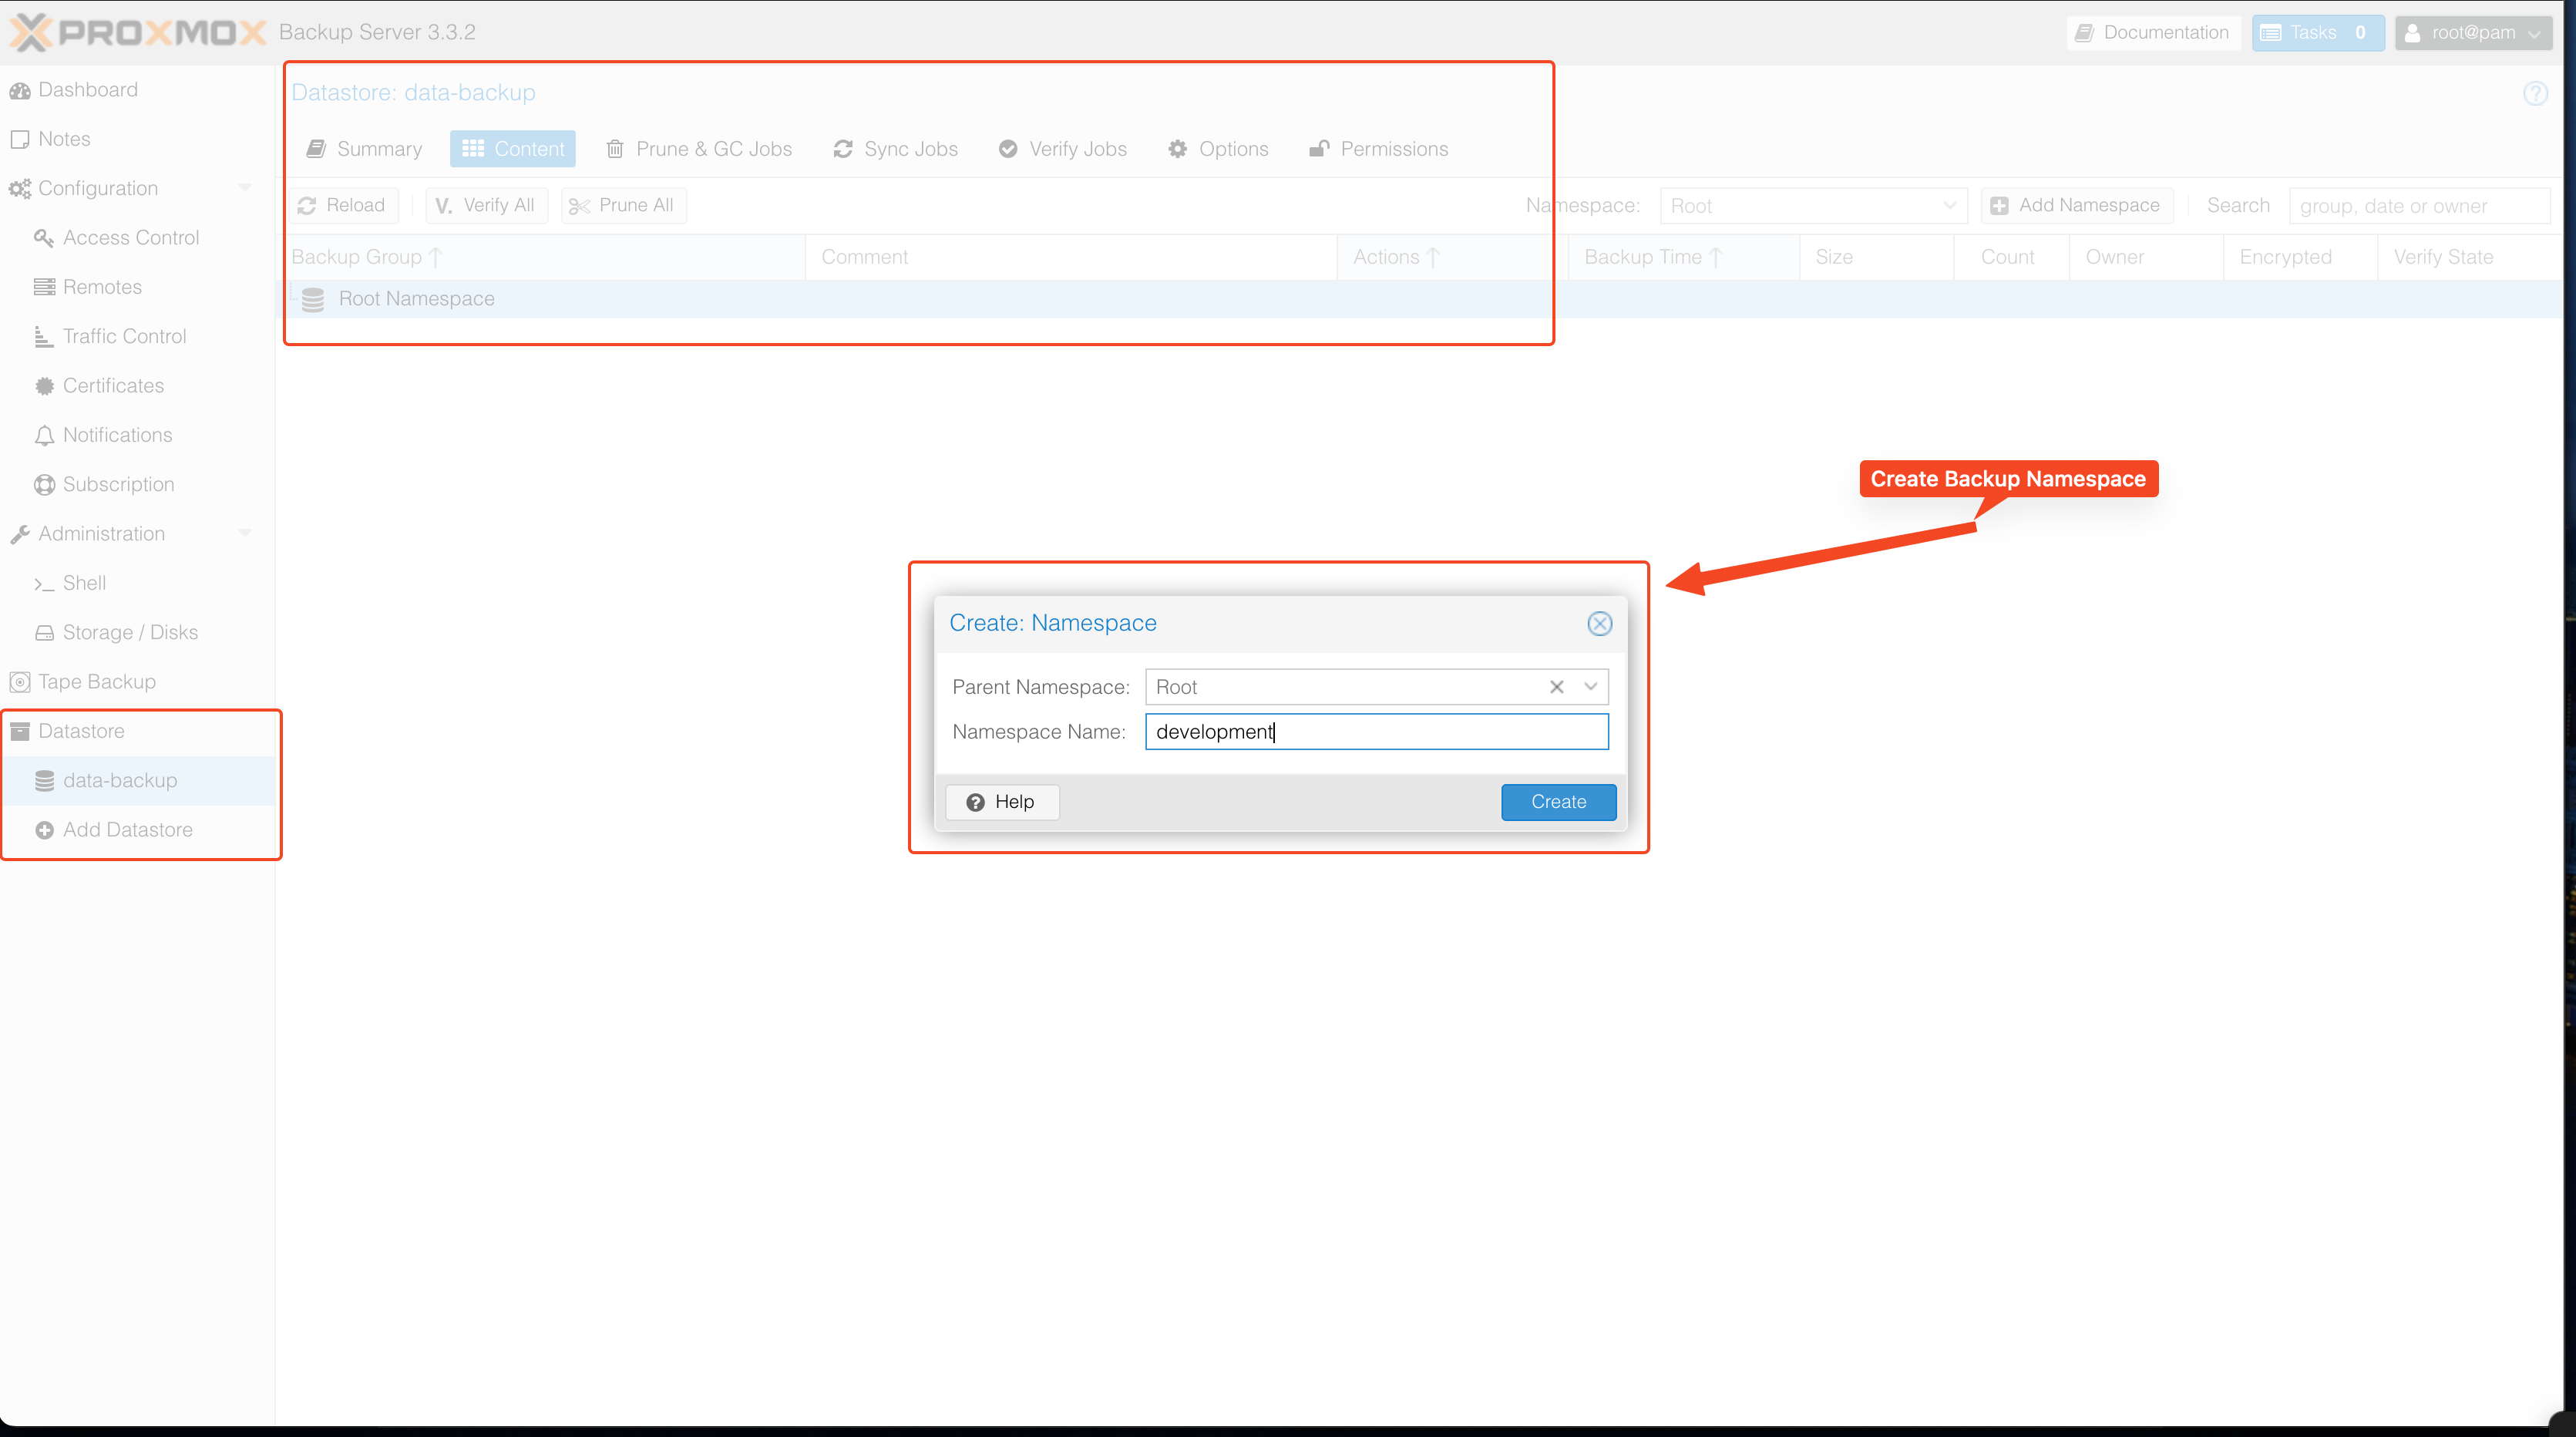 PROXMOX Backup Server 3.3.2
Documentation
Tasks 0
root@pam
Dashboard
Notes
Configuration
Access Control
Remotes
Traffic Control
Certificates
Notifications
Subscription
Administration
Shell
Storage / Disks
Tape Backup
Datastore
data-backup
Add Datastore
Datastore: data-backup
Summary Content Prune & GC Jobs Sync Jobs Verify Jobs Options Permissions
Reload V. Verify All Prune All Namespace: Root Add Namespace Search group, date or owner
Backup Group Comment Actions Backup Time Size Count Owner Encrypted Verify State
Root Namespace
Create Backup Namespace
Create: Namespace
Parent Namespace: Root
Namespace Name: development
Help Create